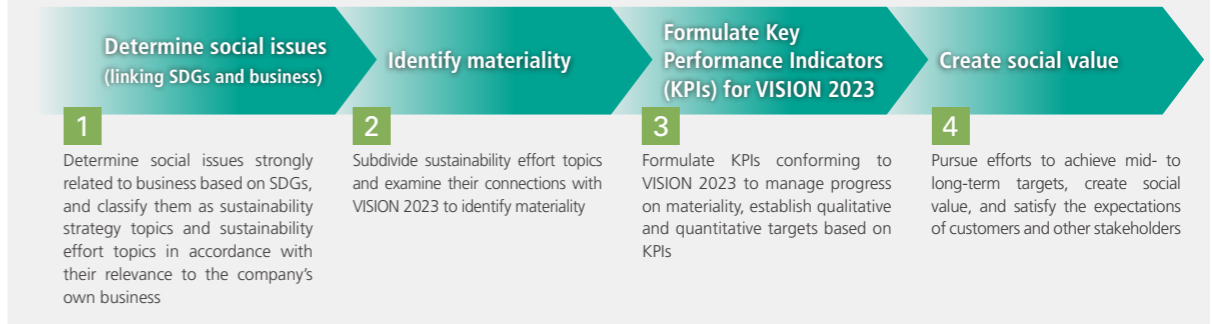 Determine social issues
(linking SDGs and business)
Identify materiality
Formulate Key
Performance Indicators
(KPIs) for VISION 2023
Create social value
1
Determine social issues strongly
related to business based on SDGs,
and classify them as sustainability
strategy topics and sustainability
effort topics in accordance with
their relevance to the company's
own business
2
Subdivide sustainability effort topics
and examine their connections with
VISION 2023 to identify materiality
3
Formulate KPIs conforming to
VISION 2023 to manage progress
on materiality, establish qualitative
and quantitative targets based on
KPIs
4
Pursue efforts to achieve mid- to
long-term targets, create social
value, and satisfy the expectations
of customers and other stakeholders